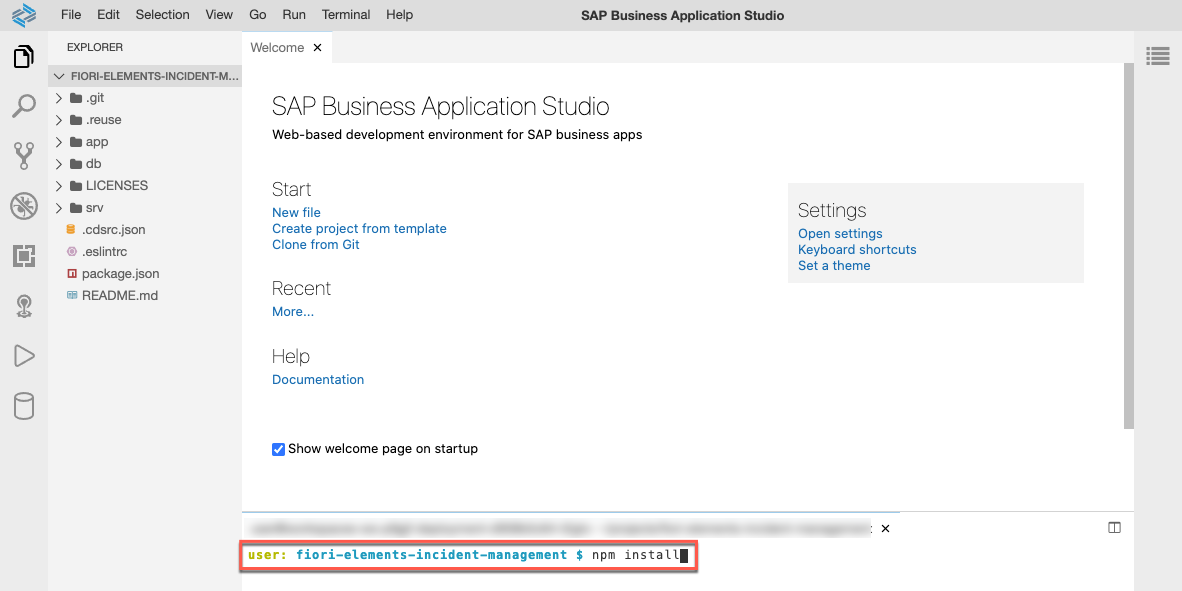 File Edit Selection View Go Run Terminal Help SAP Business Application Studio
EXPLORER
FIORI-ELEMENTS-INCIDENT-M...
.git
.reuse
app
db
LICENSES
srv
.cdsrc.json
.eslintrc
package.json
README.md
Welcome
SAP Business Application Studio
Web-based development environment for SAP business apps
Start
New file
Create project from template
Clone from Git
Recent
More...
Help
Documentation
Settings
Open settings
Keyboard shortcuts
Set a theme
Show welcome page on startup
user: fiori-elements-incident-management $ npm install